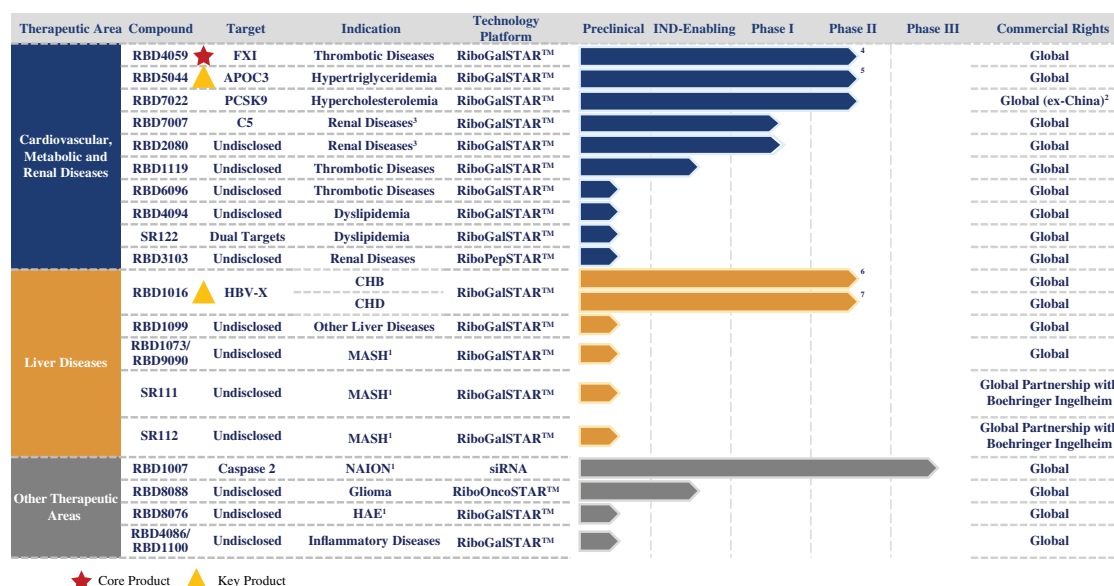 Therapeutic Area Compound Target Indication Technology Platform Preclinical IND-Enabling Phase I Phase II Phase III Commercial Rights
Cardiovascular, Metabolic and Renal Diseases
RBD4059 FXI Thrombotic Diseases RiboGalSTAR™ 4 Global
RBD5044 APOC3 Hypertriglyceridemia RiboGalSTAR™ 5 Global
RBD7022 PCSK9 Hypercholesterolemia RiboGalSTAR™ Global (ex-China)²
RBD7007 C5 Renal Diseases³ RiboGalSTAR™ Global
RBD2080 Undisclosed Renal Diseases³ RiboGalSTAR™ Global
RBD1119 Undisclosed Thrombotic Diseases RiboGalSTAR™ Global
RBD6096 Undisclosed Thrombotic Diseases RiboGalSTAR™ Global
RBD4094 Undisclosed Dyslipidemia RiboGalSTAR™ Global
SR122 Dual Targets Dyslipidemia RiboGalSTAR™ Global
RBD3103 Undisclosed Renal Diseases RiboPepSTAR™ Global
Liver Diseases
RBD1016 HBV-X CHB RiboGalSTAR™ 6 Global
CHD 7 Global
RBD1099 Undisclosed Other Liver Diseases RiboGalSTAR™ Global
RBD1073/ RBD9090 Undisclosed MASH¹ RiboGalSTAR™ Global
SR111 Undisclosed MASH¹ RiboGalSTAR™ Global Partnership with Boehringer Ingelheim
SR112 Undisclosed MASH¹ RiboGalSTAR™ Global Partnership with Boehringer Ingelheim
Other Therapeutic Areas
RBD1007 Caspase 2 NAION¹ siRNA Global
RBD8088 Undisclosed Glioma RiboOncoSTAR™ Global
RBD8076 Undisclosed HAE¹ RiboGalSTAR™ Global
RBD4086/ RBD1100 Undisclosed Inflammatory Diseases RiboGalSTAR™ Global
Core Product Key Product